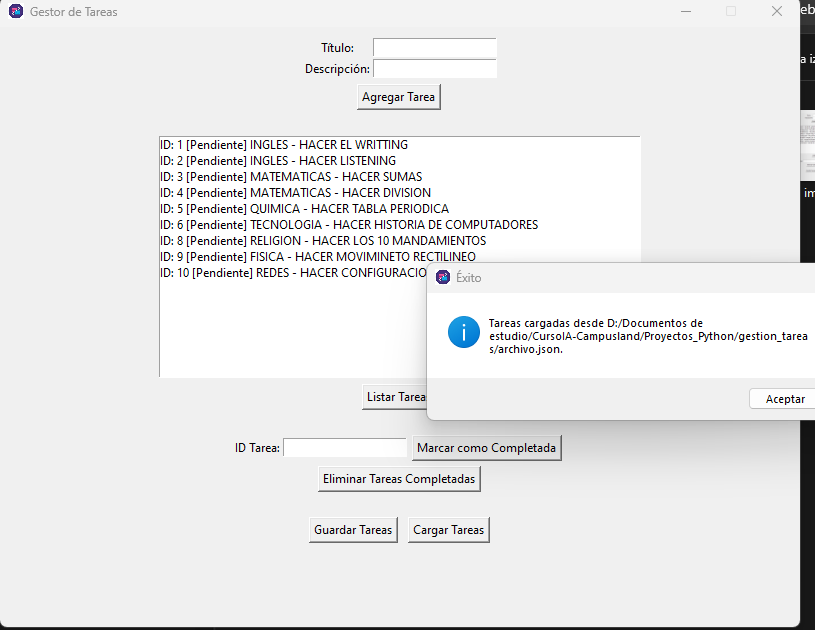 Gestor de Tareas
Título:
Descripción:
Agregar Tarea
ID: 1 [Pendiente] INGLES - HACER EL WRITTING
ID: 2 [Pendiente] INGLES - HACER LISTENING
ID: 3 [Pendiente] MATEMATICAS - HACER SUMAS
ID: 4 [Pendiente] MATEMATICAS - HACER DIVISION
ID: 5 [Pendiente] QUIMICA - HACER TABLA PERIODICA
ID: 6 [Pendiente] TECNOLOGIA - HACER HISTORIA DE COMPUTADORES
ID: 8 [Pendiente] RELIGION - HACER LOS 10 MANDAMIENTOS
ID: 9 [Pendiente] FISICA - HACER MOVIMINETO RECTILINEO
ID: 10 [Pendiente] REDES - HACER CONFIGURACIO
Éxito
Tareas cargadas desde D:/Documentos de
estudio/CursoIA-Campusland/Proyectos_Python/gestion_tarea
s/archivo.json.
Aceptar
Listar Tarea
ID Tarea:
Marcar como Completada
Eliminar Tareas Completadas
Guardar Tareas
Cargar Tareas